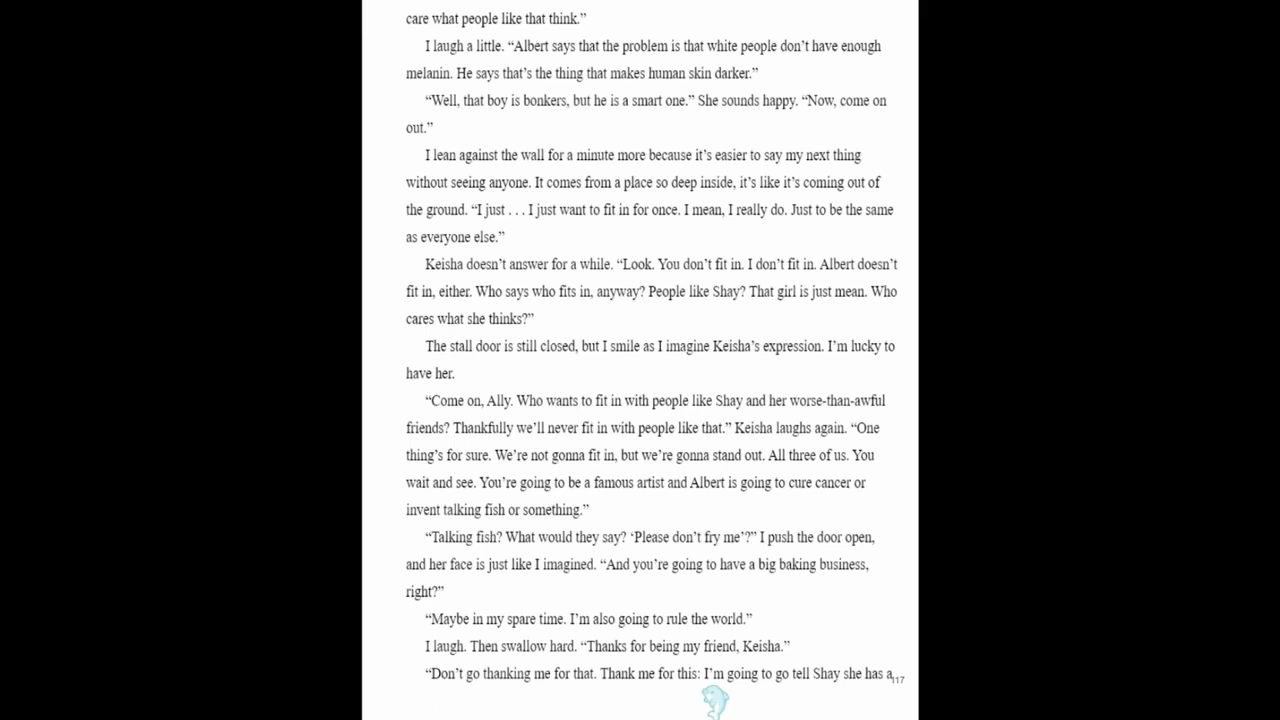 care what people like that think.”
I laugh a little. “Albert says that the problem is that white people don’t have enough
melanin. He says that’s the thing that makes human skin darker.”
“Well, that boy is bonkers, but he is a smart one.” She sounds happy. “Now, come on
out.”
I lean against the wall for a minute more because it’s easier to say my next thing
without seeing anyone. It comes from a place so deep inside, it’s like it’s coming out of
the ground. “I just . . . I just want to fit in for once. I mean, I really do. Just to be the same
as everyone else.”
Keisha doesn’t answer for a while. “Look. You don’t fit in. I don’t fit in. Albert doesn’t
fit in, either. Who says who fits in, anyway? People like Shay? That girl is just mean. Who
cares what she thinks?”
The stall door is still closed, but I smile as I imagine Keisha’s expression. I’m lucky to
have her.
“Come on, Ally. Who wants to fit in with people like Shay and her worse-than-awful
friends? Thankfully we’ll never fit in with people like that.” Keisha laughs again. “One
thing’s for sure. We’re not gonna fit in, but we’re gonna stand out. All three of us. You
wait and see. You’re going to be a famous artist and Albert is going to cure cancer or
invent talking fish or something.”
“Talking fish? What would they say? ‘Please don’t fry me’?” I push the door open,
and her face is just like I imagined. “And you’re going to have a big baking business,
right?”
“Maybe in my spare time. I’m also going to rule the world.”
I laugh. Then swallow hard. “Thanks for being my friend, Keisha.”
“Don’t go thanking me for that. Thank me for this: I’m going to go tell Shay she has a
117